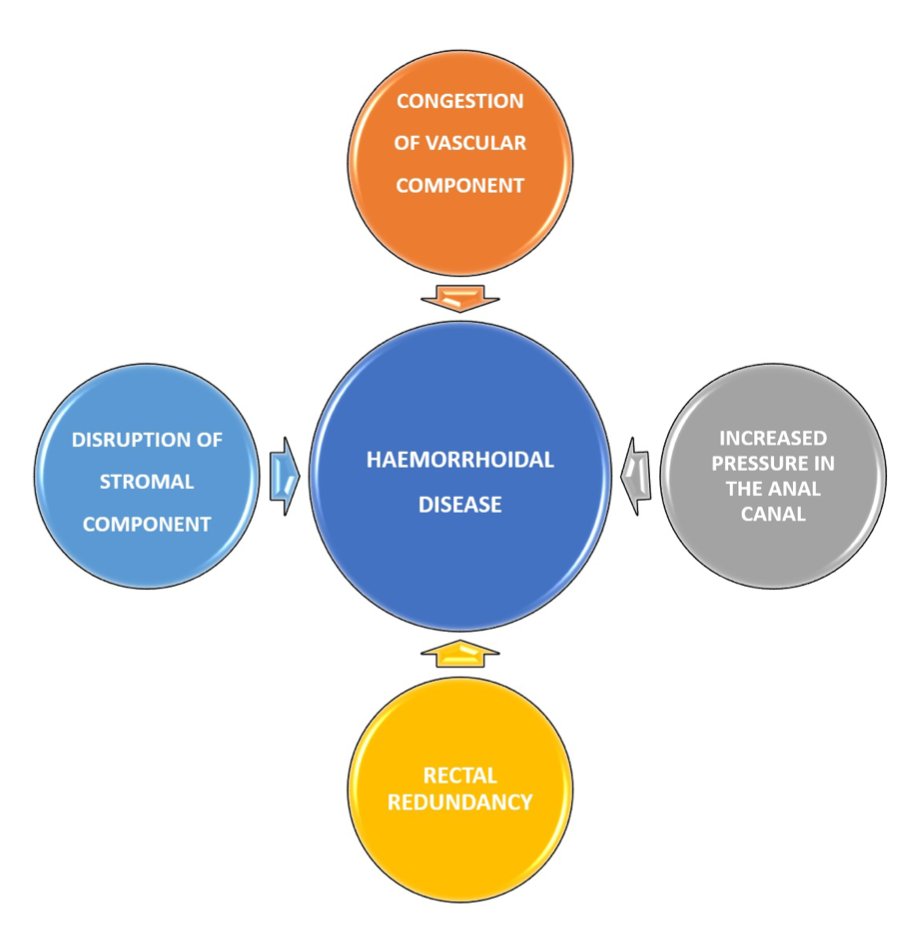 CONGESTION
OF VASCULAR
COMPONENT
DISRUPTION OF
STROMAL
COMPONENT
HAEMORRHOIDAL
DISEASE
INCREASED
PRESSURE IN
THE ANAL
CANAL
RECTAL
REDUNDANCY